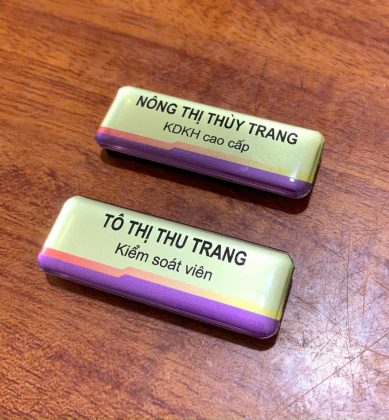 NÔNG THỊ THÙY TRANG
KDKH cao cấp
TÔ THỊ THU TRANG
Kiểm soát viên